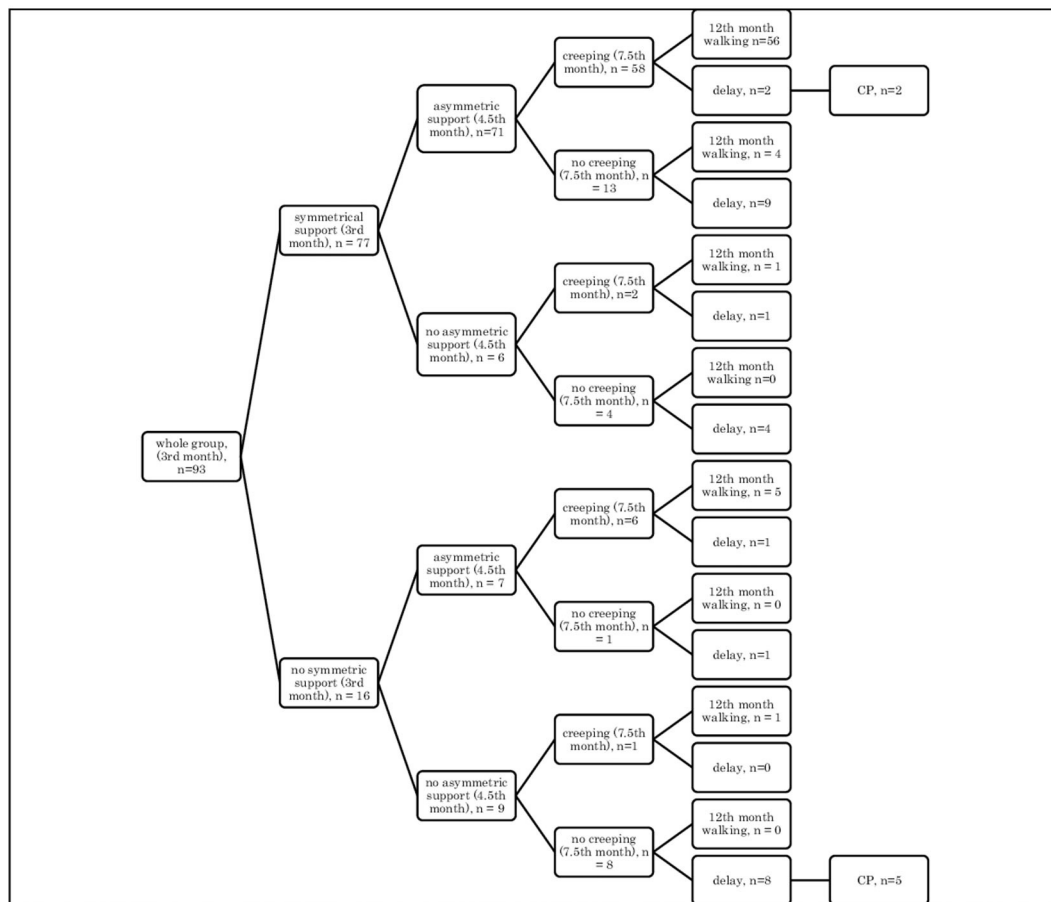 whole group,
(3rd month),
n=93
symmetrical
support (3rd
month), n = 77
asymmetric
support (4.5th
month), n=71
creeping (7.5th
month), n = 58
12th month
walking n=56
delay, n=2
CP, n=2
no creeping
(7.5th month), n
= 13
12th month
walking, n = 4
delay, n=9
no asymmetric
support (4.5th
month), n = 6
creeping (7.5th
month), n=2
12th month
walking, n = 1
delay, n=1
no creeping
(7.5th month), n
= 4
12th month
walking n=0
delay, n=4
no symmetric
support (3rd
month), n = 16
asymmetric
support (4.5th
month), n = 7
creeping (7.5th
month), n=6
12th month
walking, n = 5
delay, n=1
no creeping
(7.5th month), n
= 1
12th month
walking, n = 0
delay, n=1
no asymmetric
support (4.5th
month), n = 9
creeping (7.5th
month), n=1
12th month
walking, n = 1
delay, n=0
no creeping
(7.5th month), n
= 8
12th month
walking, n = 0
delay, n=8
CP, n=5